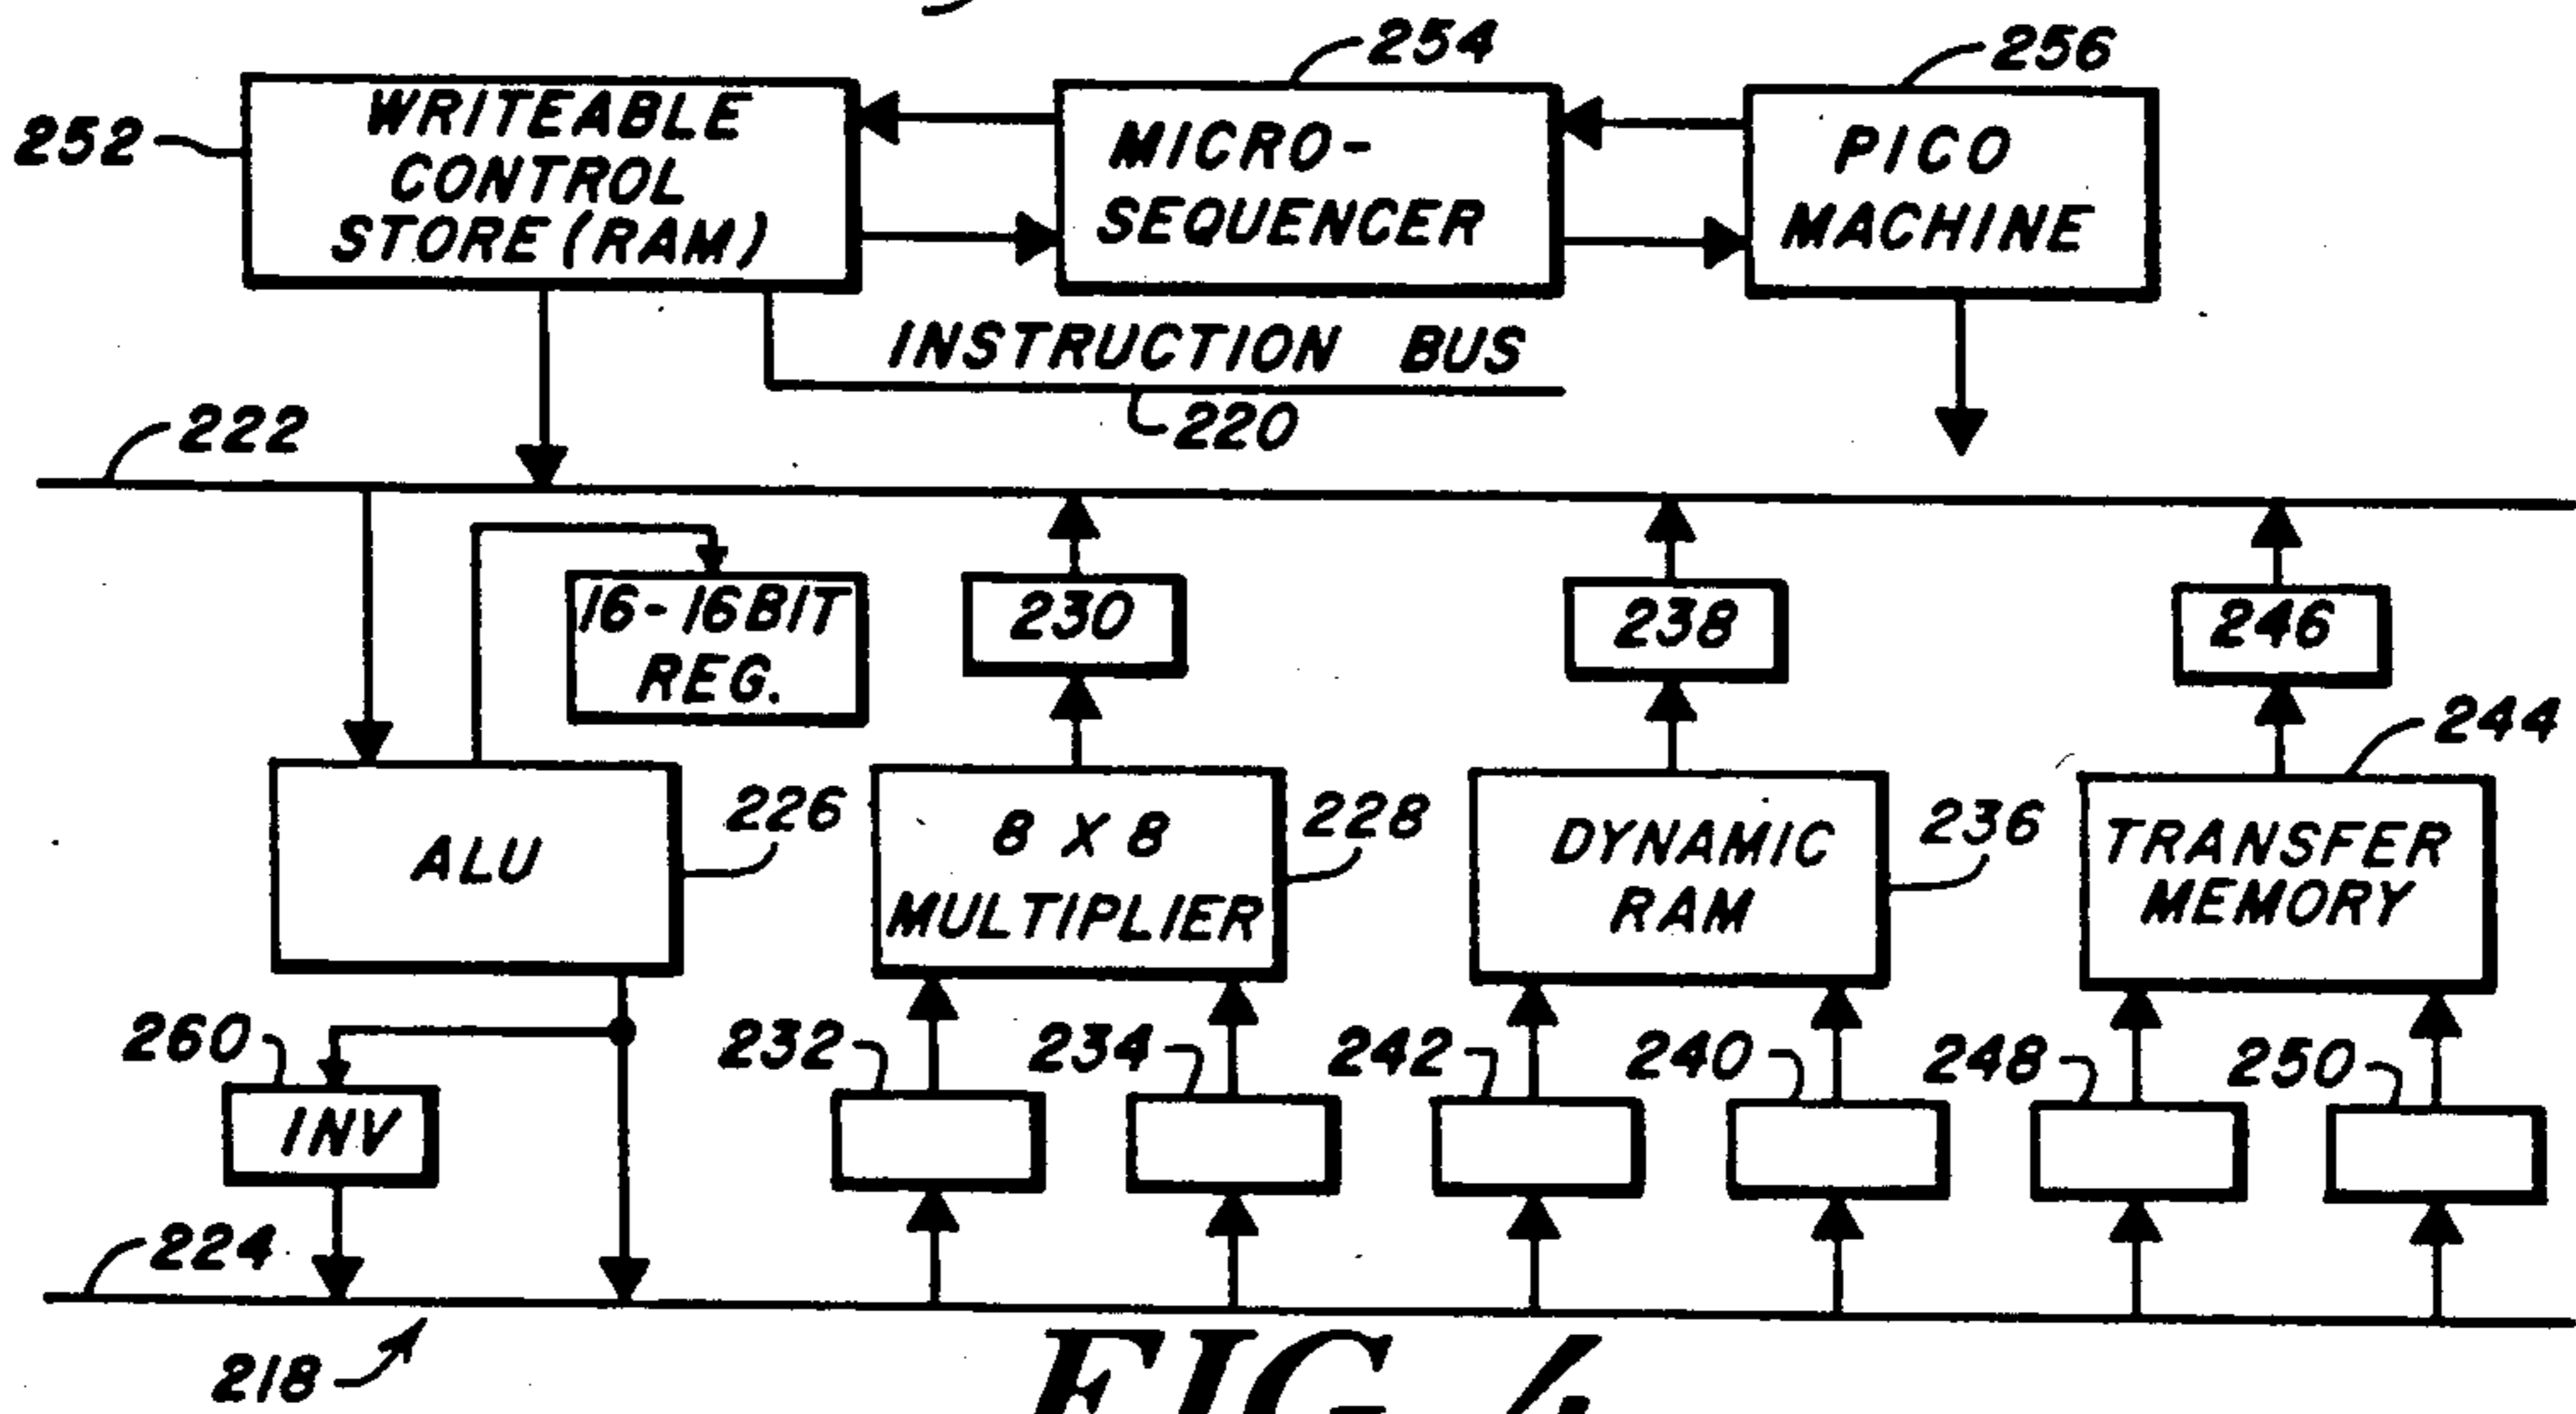 254
256
252
WRITEABLE
CONTROL
STORE (RAM)
MICRO-
SEQUENCER
PICO
MACHINE
INSTRUCTION BUS
220
222
16-16BIT
REG.
230
238
246
244
ALU
226
8 X 8
MULTIPLIER
228
DYNAMIC
RAM
236
TRANSFER
MEMORY
260
232
234
242
240
248
250
INV
224
218
FIG. 4